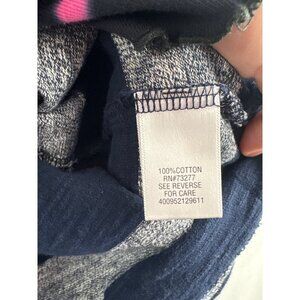 100%COTTON
RN#73277
SEE REVERSE
FOR CARE
400952129611